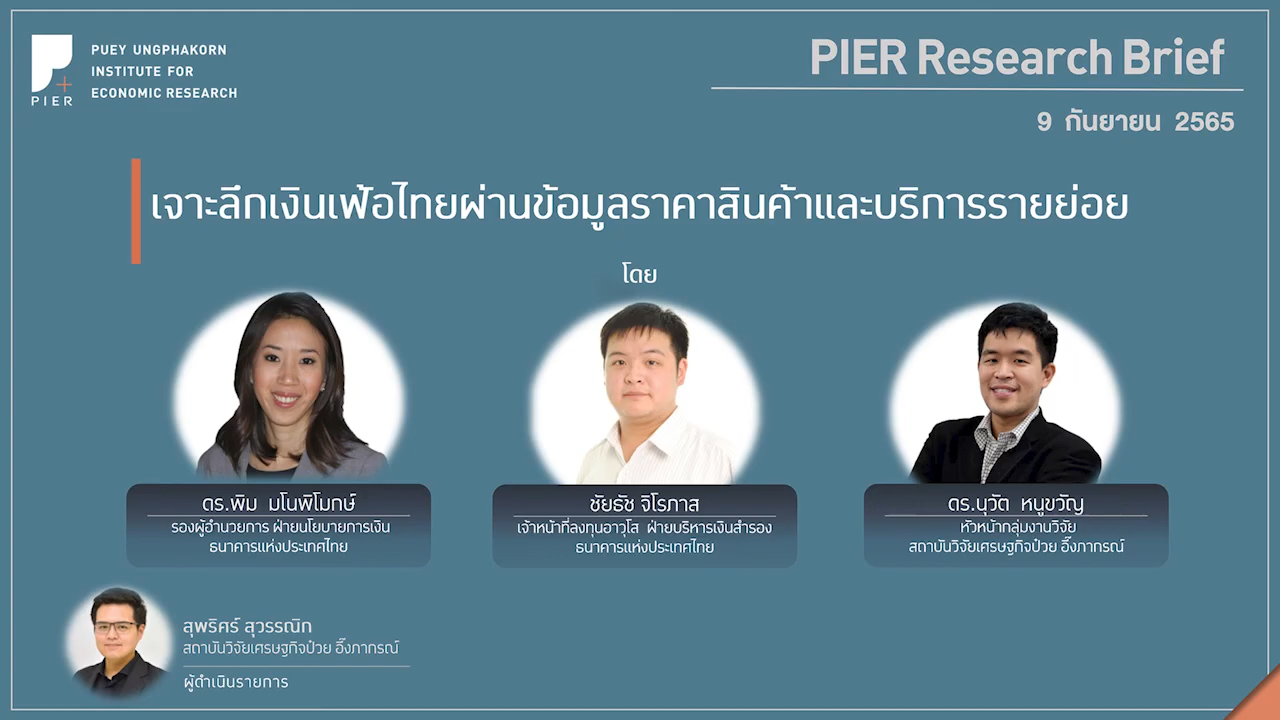 PUEY UNGPHAKORN
INSTITUTE FOR
ECONOMIC RESEARCH
PIER
PIER Research Brief
9 กันยายน 2565
เจาะลึกเงินเฟ้อไทยผ่านข้อมูลราคาสินค้าและบริการรายย่อย
โดย
ดร.พิม มโนพิโมกษ์
รองผู้อำนวยการ ฝ่ายนโยบายการเงิน
ธนาคารแห่งประเทศไทย
ชัยธัช จิโรภาส
เจ้าหน้าที่ลงทุนอาวุโส ฝ่ายบริหารเงินสำรอง
ธนาคารแห่งประเทศไทย
ดร.นุวัต หนูขวัญ
หัวหน้ากลุ่มงานวิจัย
สถาบันวิจัยเศรษฐกิจป๋วย อึ๊งภากรณ์
สุพริศร์ สุวรรณิก
สถาบันวิจัยเศรษฐกิจป๋วย อึ๊งภากรณ์
ผู้ดำเนินรายการ